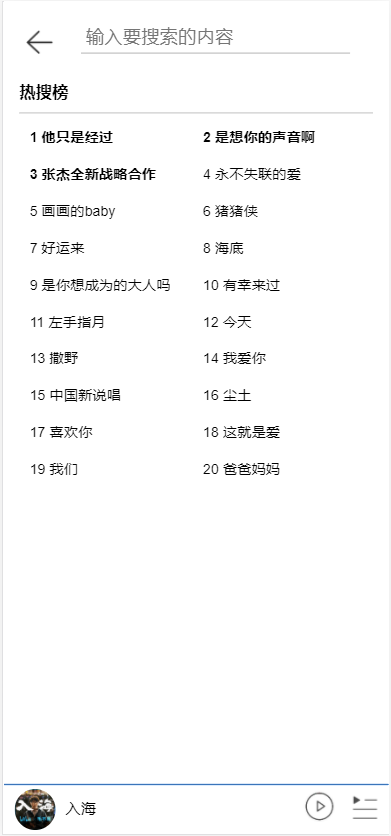 输入要搜索的内容
热搜榜
1 他只是经过
2 是想你的声音啊
3 张杰全新战略合作
4 永不失联的爱
5 画画的baby
6 猪猪侠
7 好运来
8 海底
9 是你想成为的大人吗
10 有幸来过
11 左手指月
12 今天
13 撒野
14 我爱你
15 中国新说唱
16 尘土
17 喜欢你
18 这就是爱
19 我们
20 爸爸妈妈
入海
入海